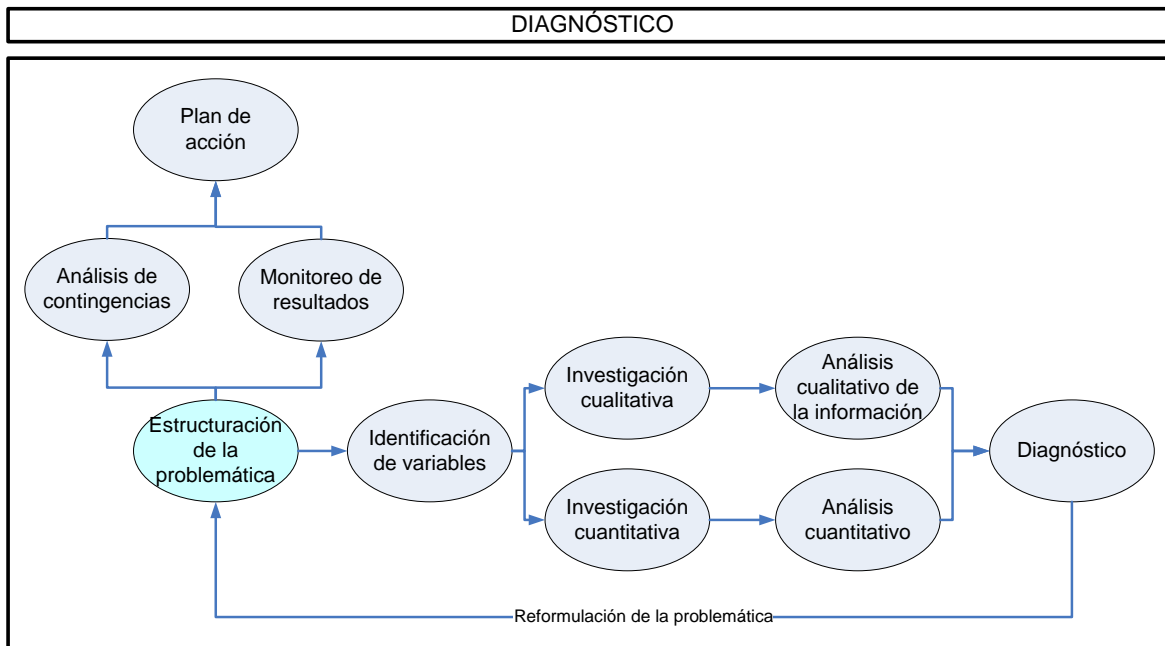 DIAGNÓSTICO
Plan de
acción
Análisis de
contingencias
Monitoreo de
resultados
Estructuración
de la
problemática
Identificación
de variables
Investigación
cualitativa
Análisis
cualitativo de
la información
Investigación
cuantitativa
Análisis
cuantitativo
Diagnóstico
Reformulación de la problemática